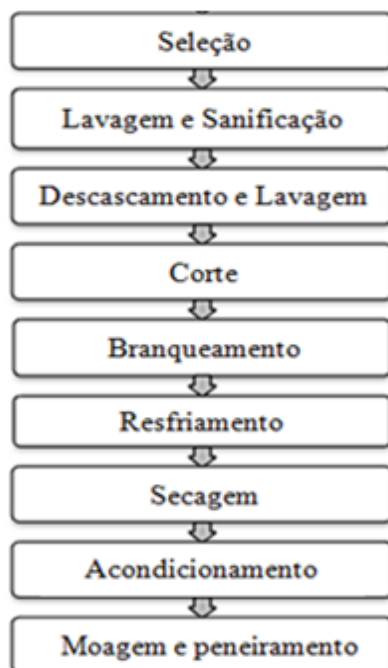 Seleção
Lavagem e Sanificação
Descascamento e Lavagem
Corte
Branqueamento
Resfriamento
Secagem
Acondicionamento
Moagem e peneiramento